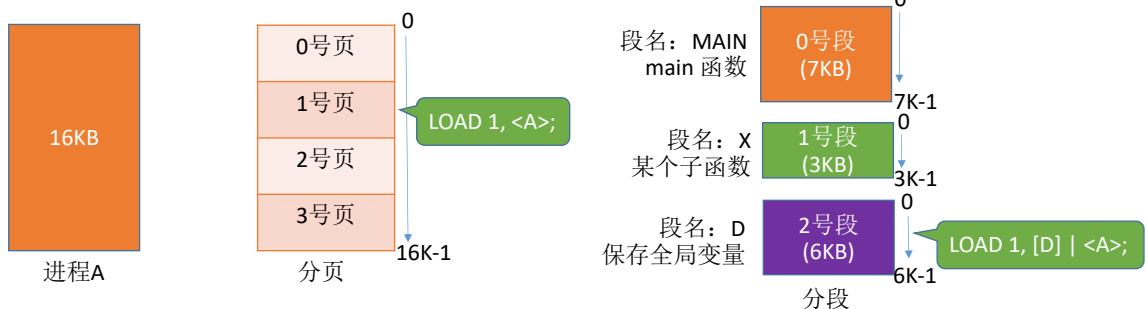 16KB
进程A
0号页
1号页
2号页
3号页
0
16K-1
LOAD 1, <A>;
分页
段名：MAIN
main 函数
0号段
(7KB)
0
7K-1
段名：X
某个子函数
1号段
(3KB)
0
3K-1
段名：D
保存全局变量
2号段
(6KB)
0
6K-1
LOAD 1, [D] | <A>;
分段